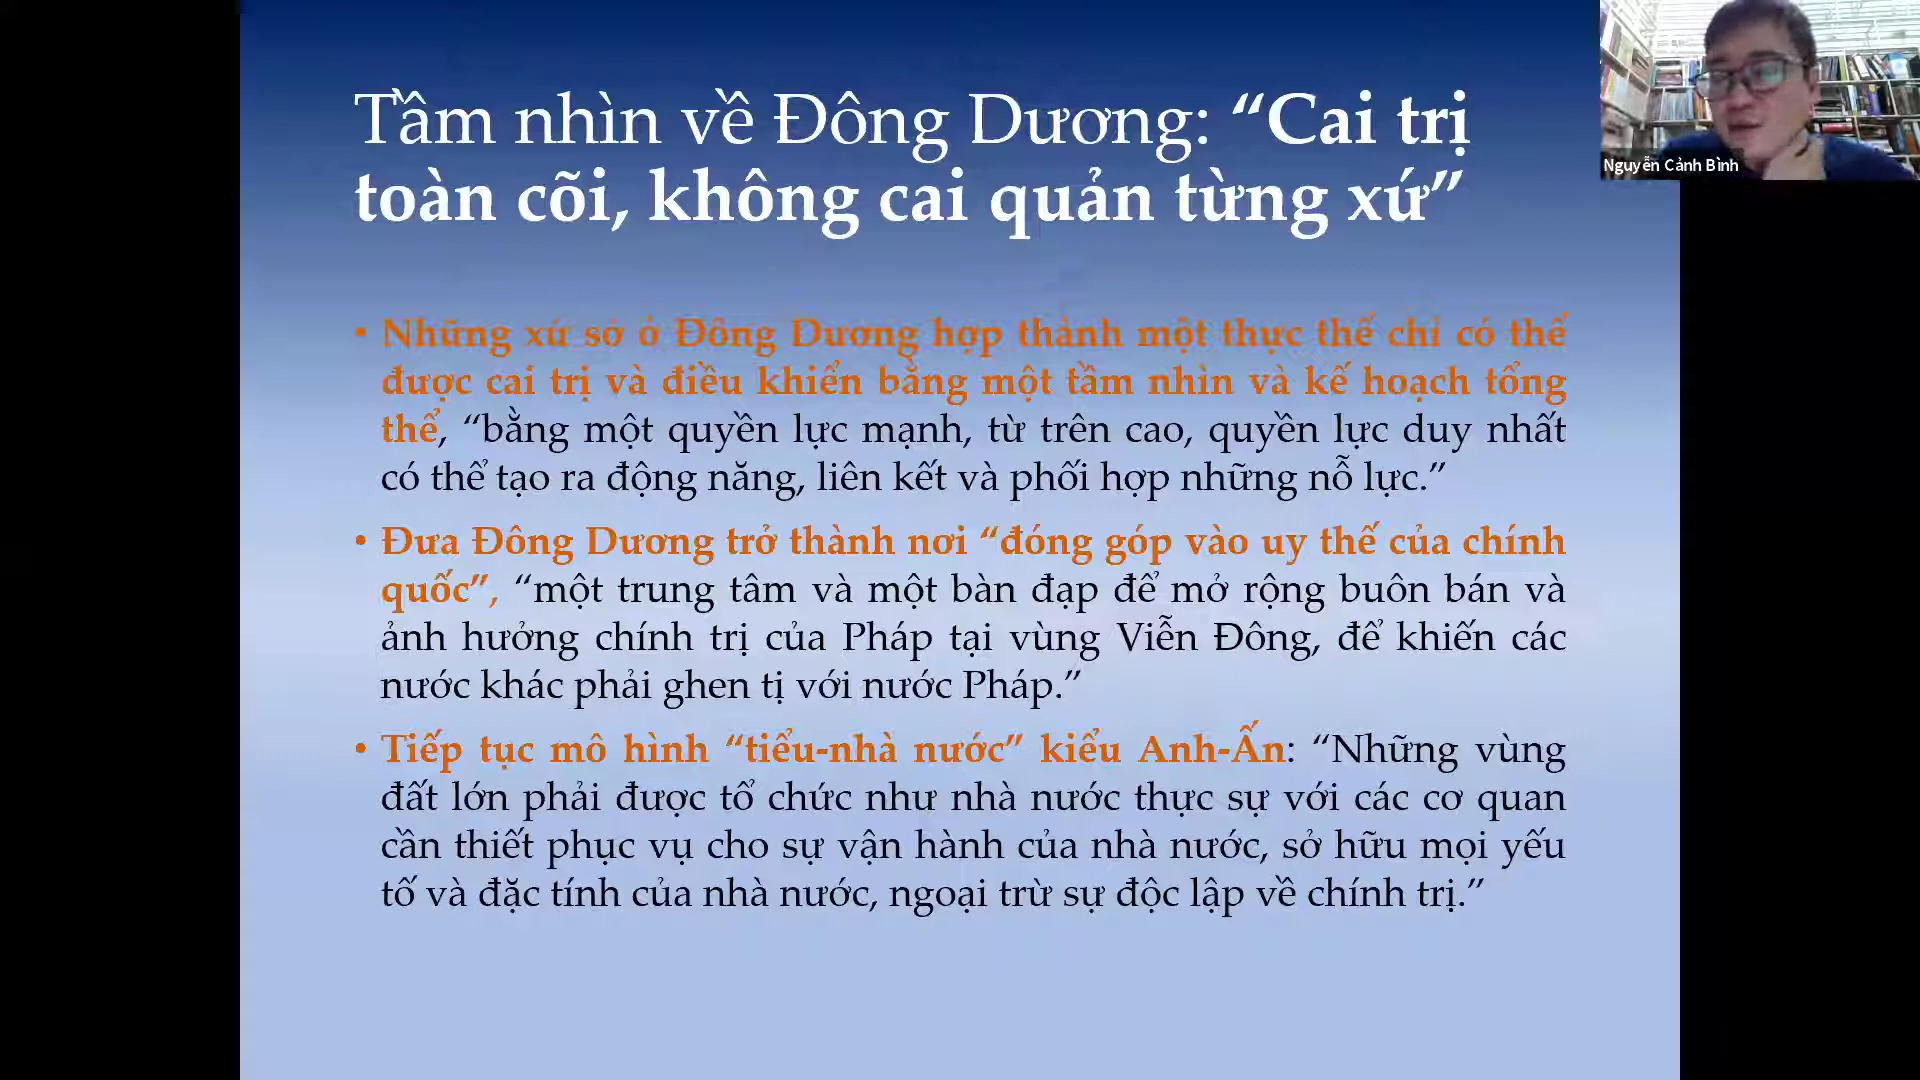 Tầm nhìn về Đông Dương: “Cai trị
toàn cõi, không cai quản từng xứ”
Nguyễn Cảnh Bình
• Những xứ sở ở Đông Dương hợp thành một thực thể chỉ có thể
được cai trị và điều khiển bằng một tầm nhìn và kế hoạch tổng
thể, “bằng một quyền lực mạnh, từ trên cao, quyền lực duy nhất
có thể tạo ra động năng, liên kết và phối hợp những nỗ lực.”
• Đưa Đông Dương trở thành nơi “đóng góp vào uy thế của chính
quốc”, “một trung tâm và một bàn đạp để mở rộng buôn bán và
ảnh hưởng chính trị của Pháp tại vùng Viễn Đông, để khiến các
nước khác phải ghen tị với nước Pháp.”
• Tiếp tục mô hình “tiểu-nhà nước” kiểu Anh-Ấn: “Những vùng
đất lớn phải được tổ chức như nhà nước thực sự với các cơ quan
cần thiết phục vụ cho sự vận hành của nhà nước, sở hữu mọi yếu
tố và đặc tính của nhà nước, ngoại trừ sự độc lập về chính trị.”